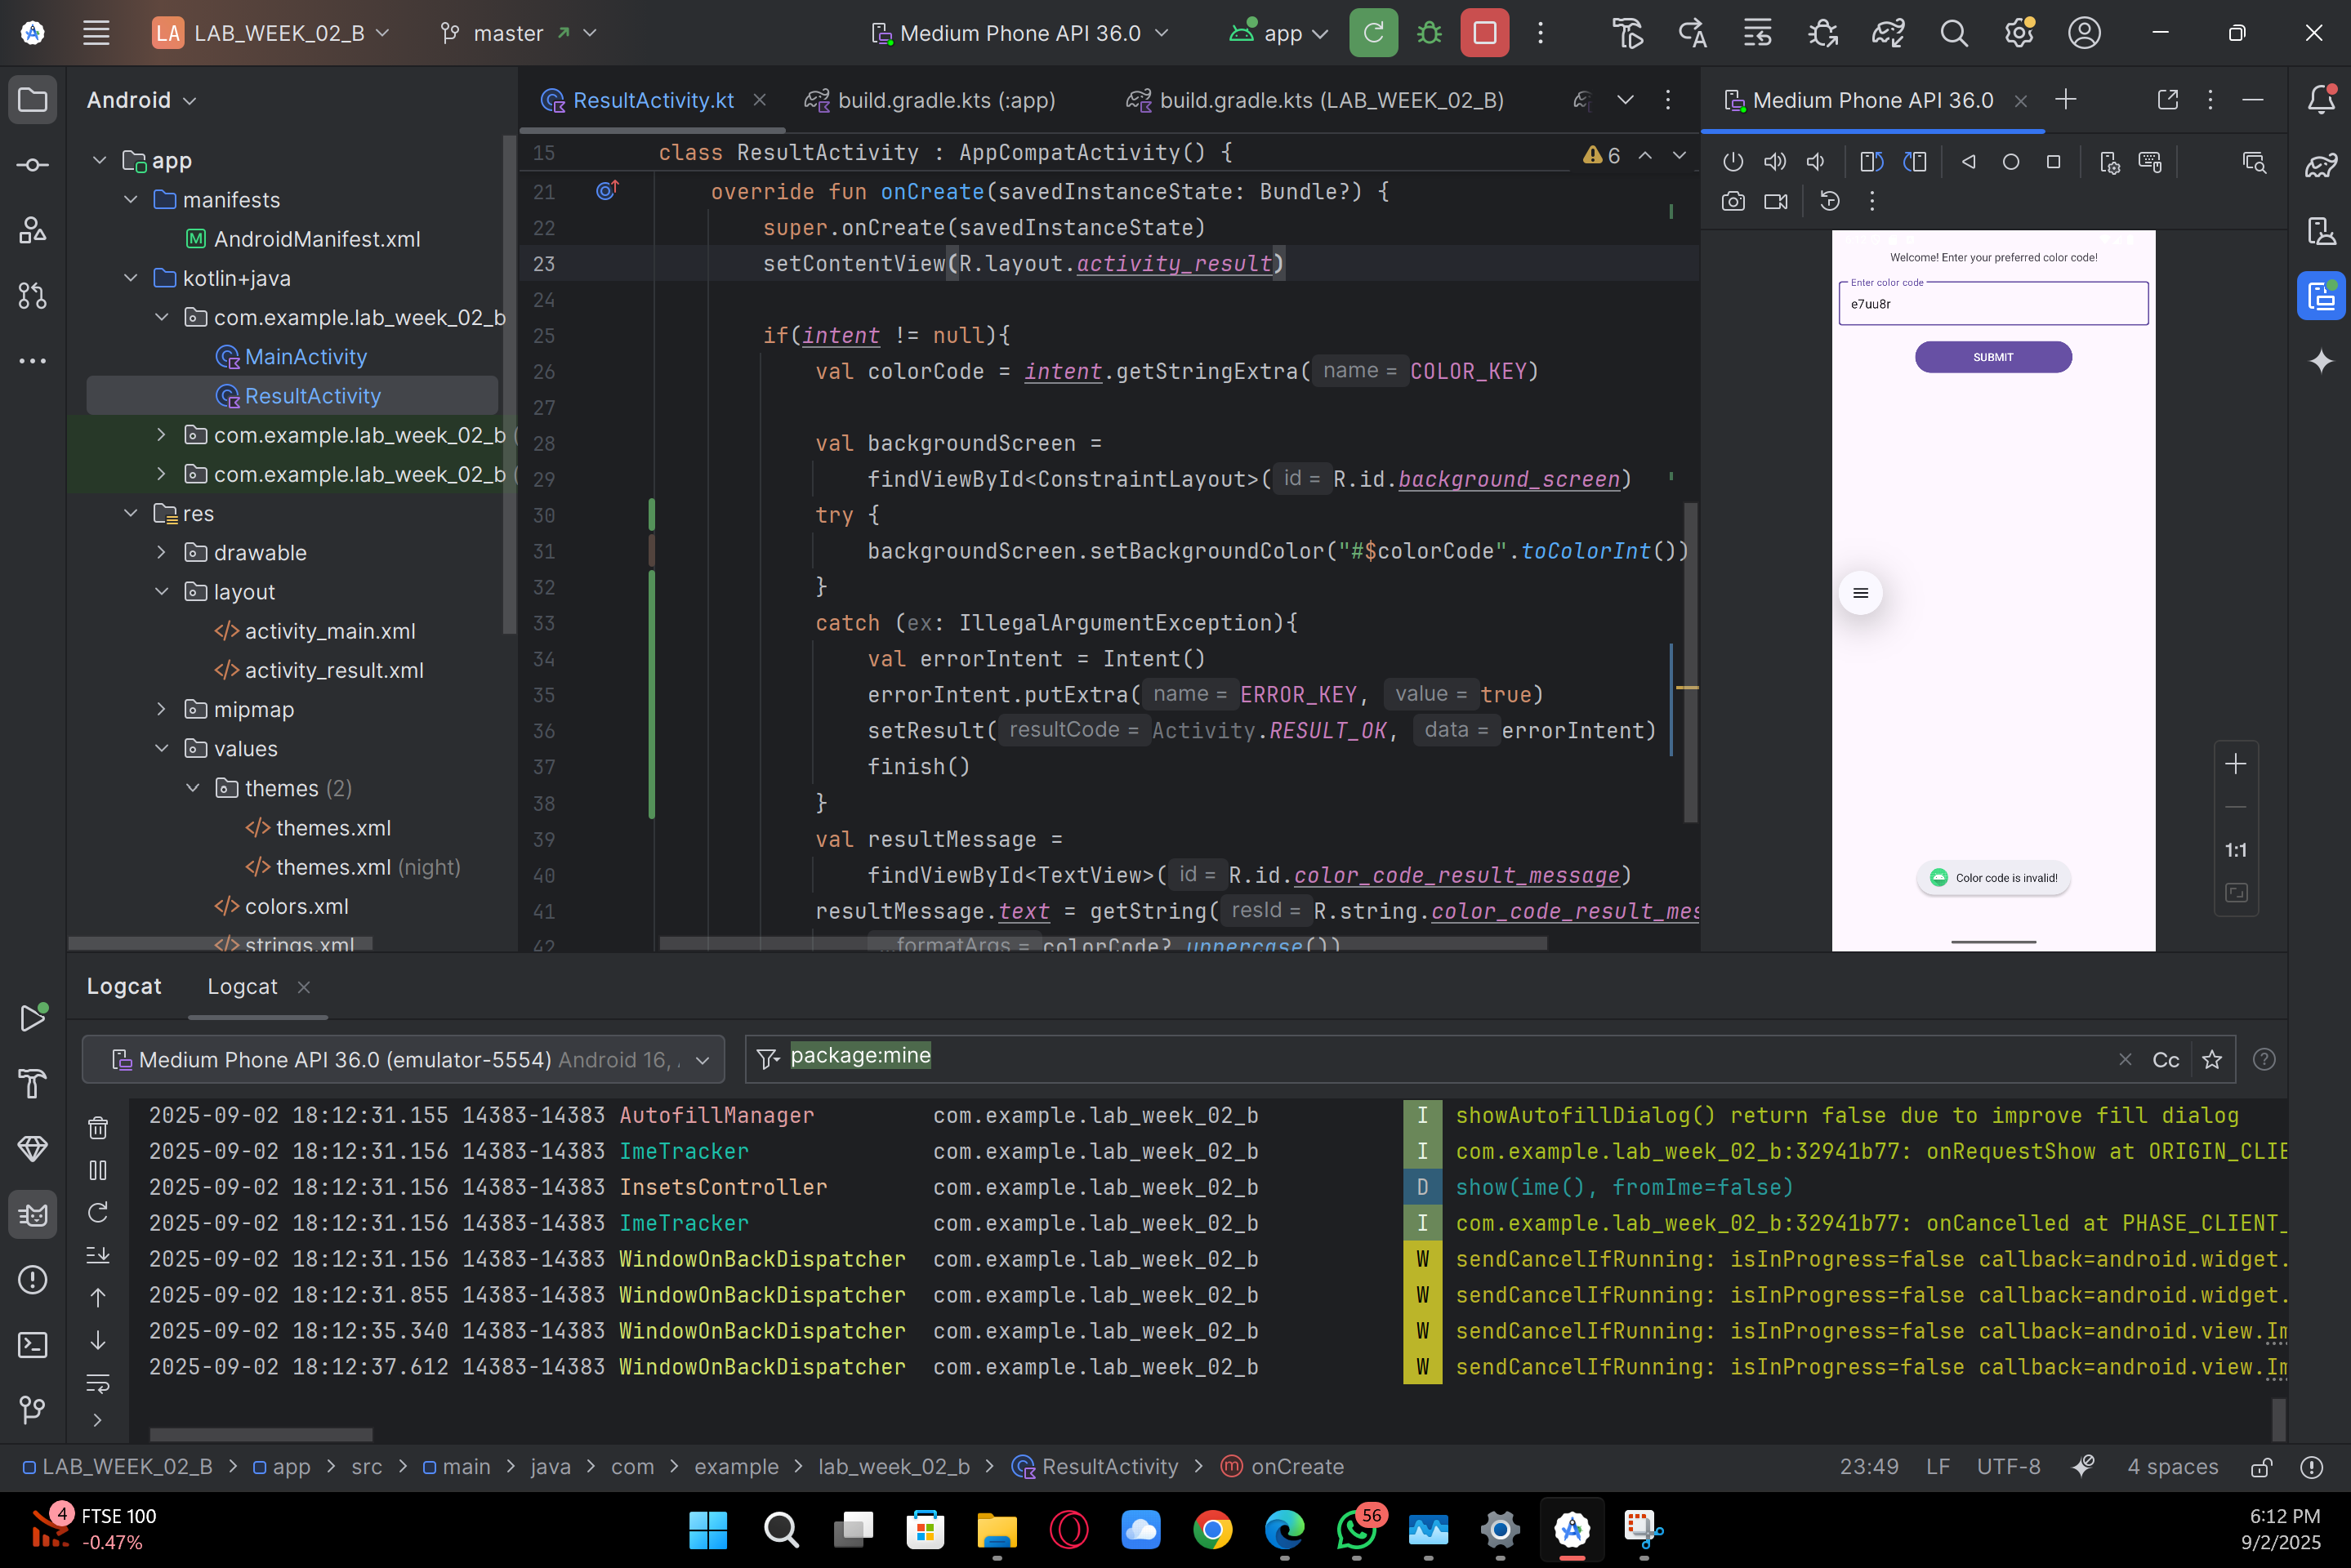 LA LAB_WEEK_02_B
master
Medium Phone API 36.0
app
Android
app
manifests
AndroidManifest.xml
kotlin+java
com.example.lab_week_02_b
MainActivity
ResultActivity
com.example.lab_week_02_b (
com.example.lab_week_02_b (
res
drawable
layout
activity_main.xml
activity_result.xml
mipmap
values
themes (2)
themes.xml
themes.xml (night)
colors.xml
strings.xml
ResultActivity.kt
build.gradle.kts (:app)
build.gradle.kts (LAB_WEEK_02_B)
6
15 class ResultActivity : AppCompatActivity() {
21 override fun onCreate(savedInstanceState: Bundle?) {
22 super.onCreate(savedInstanceState)
23 setContentView(R.layout.activity_result)
24
25 if(intent != null){
26 val colorCode = intent.getStringExtra( name = COLOR_KEY)
27
28 val backgroundScreen =
29 findViewById<ConstraintLayout>( id = R.id.background_screen)
30 try {
31 backgroundScreen.setBackgroundColor("#$colorCode".toColorInt())
32 }
33 catch (ex: IllegalArgumentException){
34 val errorIntent = Intent()
35 errorIntent.putExtra( name = ERROR_KEY, value = true)
36 setResult( resultCode = Activity.RESULT_OK, data = errorIntent)
37 finish()
38 }
39 val resultMessage =
40 findViewById<TextView>( id = R.id.color_code_result_message)
41 resultMessage.text = getString( resId = R.string.color_code_result_mes
42 ...formatArgs = colorCode?.uppercase())
Medium Phone API 36.0
Welcome! Enter your preferred color code!
Enter color code
e7uu8r
SUBMIT
Color code is invalid!
1:1
Logcat
Logcat
Medium Phone API 36.0 (emulator-5554) Android 16,
package:mine
Cc
2025-09-02 18:12:31.155 14383-14383 AutofillManager com.example.lab_week_02_b I showAutofillDialog() return false due to improve fill dialog
2025-09-02 18:12:31.156 14383-14383 ImeTracker com.example.lab_week_02_b I com.example.lab_week_02_b:32941b77: onRequestShow at ORIGIN_CLIE
2025-09-02 18:12:31.156 14383-14383 InsetsController com.example.lab_week_02_b D show(ime(), fromIme=false)
2025-09-02 18:12:31.156 14383-14383 ImeTracker com.example.lab_week_02_b I com.example.lab_week_02_b:32941b77: onCancelled at PHASE_CLIENT_
2025-09-02 18:12:31.156 14383-14383 WindowOnBackDispatcher com.example.lab_week_02_b W sendCancelIfRunning: isInProgress=false callback=android.widget.
2025-09-02 18:12:31.855 14383-14383 WindowOnBackDispatcher com.example.lab_week_02_b W sendCancelIfRunning: isInProgress=false callback=android.widget.
2025-09-02 18:12:35.340 14383-14383 WindowOnBackDispatcher com.example.lab_week_02_b W sendCancelIfRunning: isInProgress=false callback=android.view.Im
2025-09-02 18:12:37.612 14383-14383 WindowOnBackDispatcher com.example.lab_week_02_b W sendCancelIfRunning: isInProgress=false callback=android.view.Im
LAB_WEEK_02_B > app > src > main > java > com > example > lab_week_02_b > ResultActivity > onCreate
23:49 LF UTF-8 4 spaces
4 FTSE 100
-0.47%
56
6:12 PM
9/2/2025